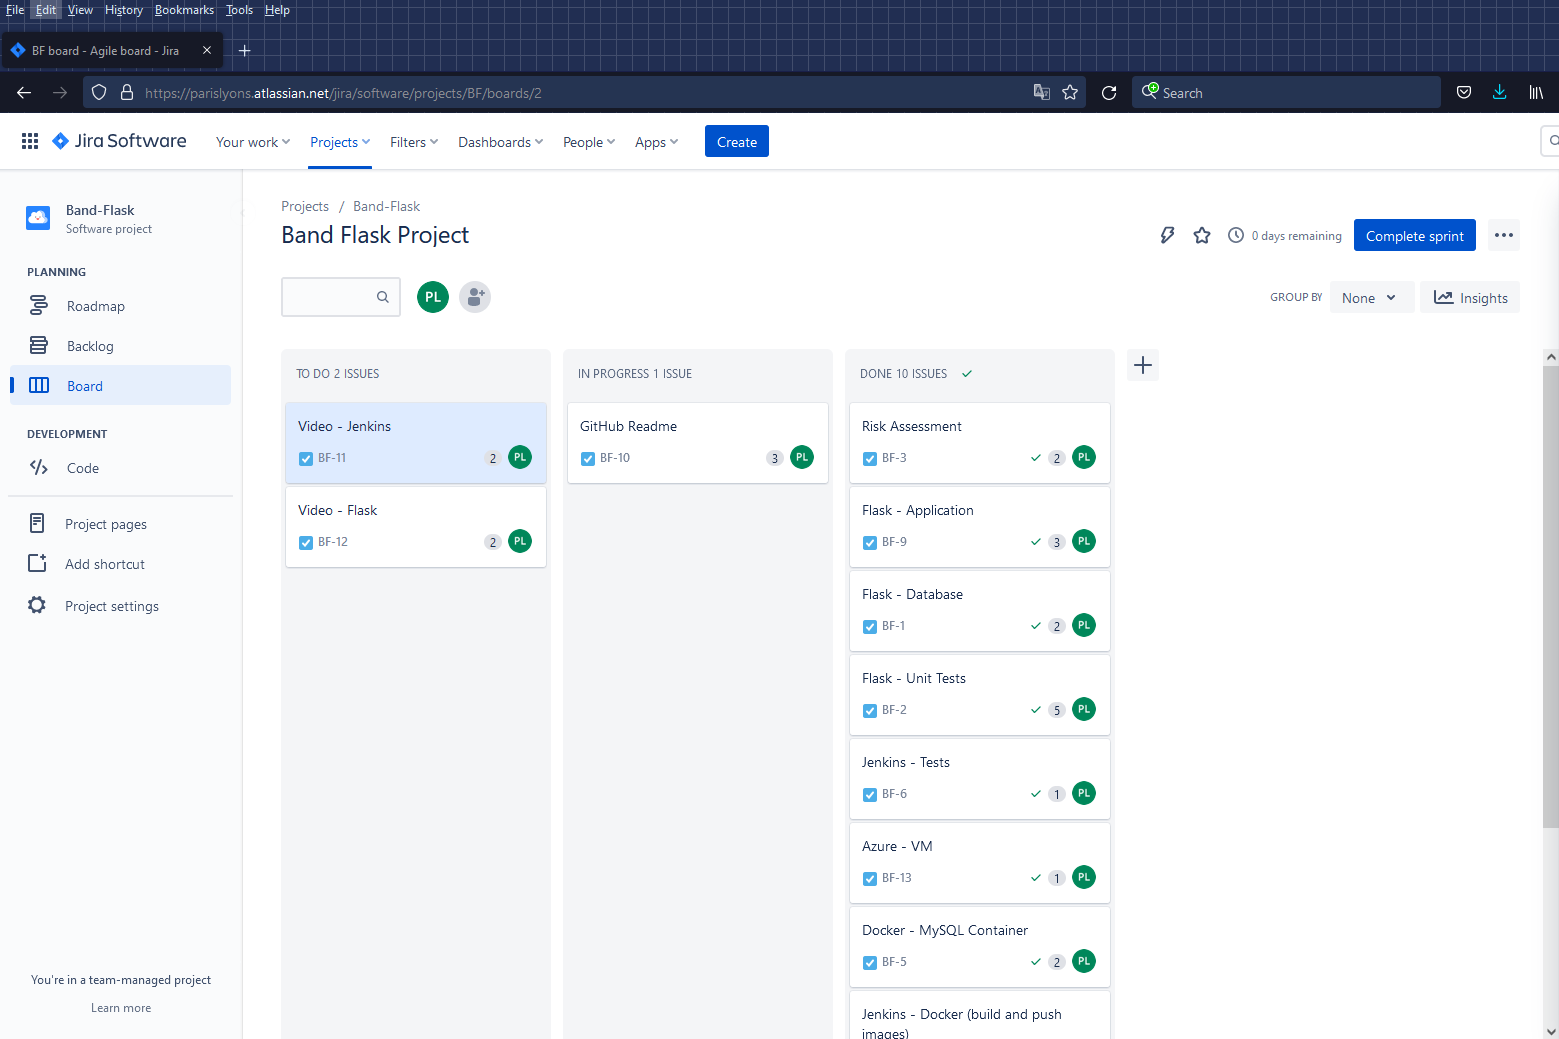 File Edit View History Bookmarks Tools Help
BF board - Agile board - Jira
https://parislyons.atlassian.net/jira/software/projects/BF/boards/2
Search
Jira Software Your work Projects Filters Dashboards People Apps Create
Band-Flask
Software project
PLANNING
Roadmap
Backlog
Board
DEVELOPMENT
Code
Project pages
Add shortcut
Project settings
You're in a team-managed project
Learn more
Projects / Band-Flask
Band Flask Project
0 days remaining
Complete sprint
PL
GROUP BY None Insights
TO DO 2 ISSUES
Video - Jenkins
BF-11 2 PL
Video - Flask
BF-12 2 PL
IN PROGRESS 1 ISSUE
GitHub Readme
BF-10 3 PL
DONE 10 ISSUES
Risk Assessment
BF-3 2 PL
Flask - Application
BF-9 3 PL
Flask - Database
BF-1 2 PL
Flask - Unit Tests
BF-2 5 PL
Jenkins - Tests
BF-6 1 PL
Azure - VM
BF-13 1 PL
Docker - MySQL Container
BF-5 2 PL
Jenkins - Docker (build and push
images)